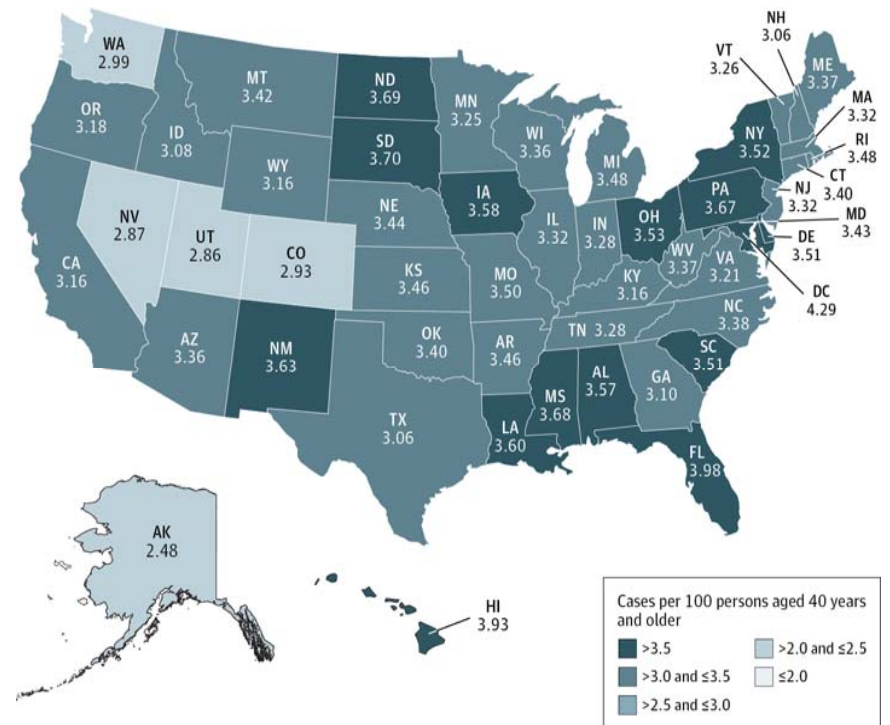 WA
2.99
OR
3.18
CA
3.16
NV
2.87
ID
3.08
MT
3.42
WY
3.16
UT
2.86
CO
2.93
AZ
3.36
NM
3.63
ND
3.69
SD
3.70
NE
3.44
KS
3.46
OK
3.40
TX
3.06
MN
3.25
IA
3.58
MO
3.50
AR
3.46
LA
3.60
WI
3.36
IL
3.32
MI
3.48
IN
3.28
OH
3.53
KY
3.16
TN 3.28
MS
3.68
AL
3.57
GA
3.10
FL
3.98
SC
3.51
NC
3.38
VA
3.21
WV
3.37
PA
3.67
NY
3.52
VT
3.26
NH
3.06
ME
3.37
MA
3.32
RI
3.48
CT
3.40
NJ
3.32
MD
3.43
DE
3.51
DC
4.29
AK
2.48
HI
3.93
Cases per 100 persons aged 40 years
and older
>3.5
>3.0 and ≤3.5
>2.5 and ≤3.0
>2.0 and ≤2.5
≤2.0